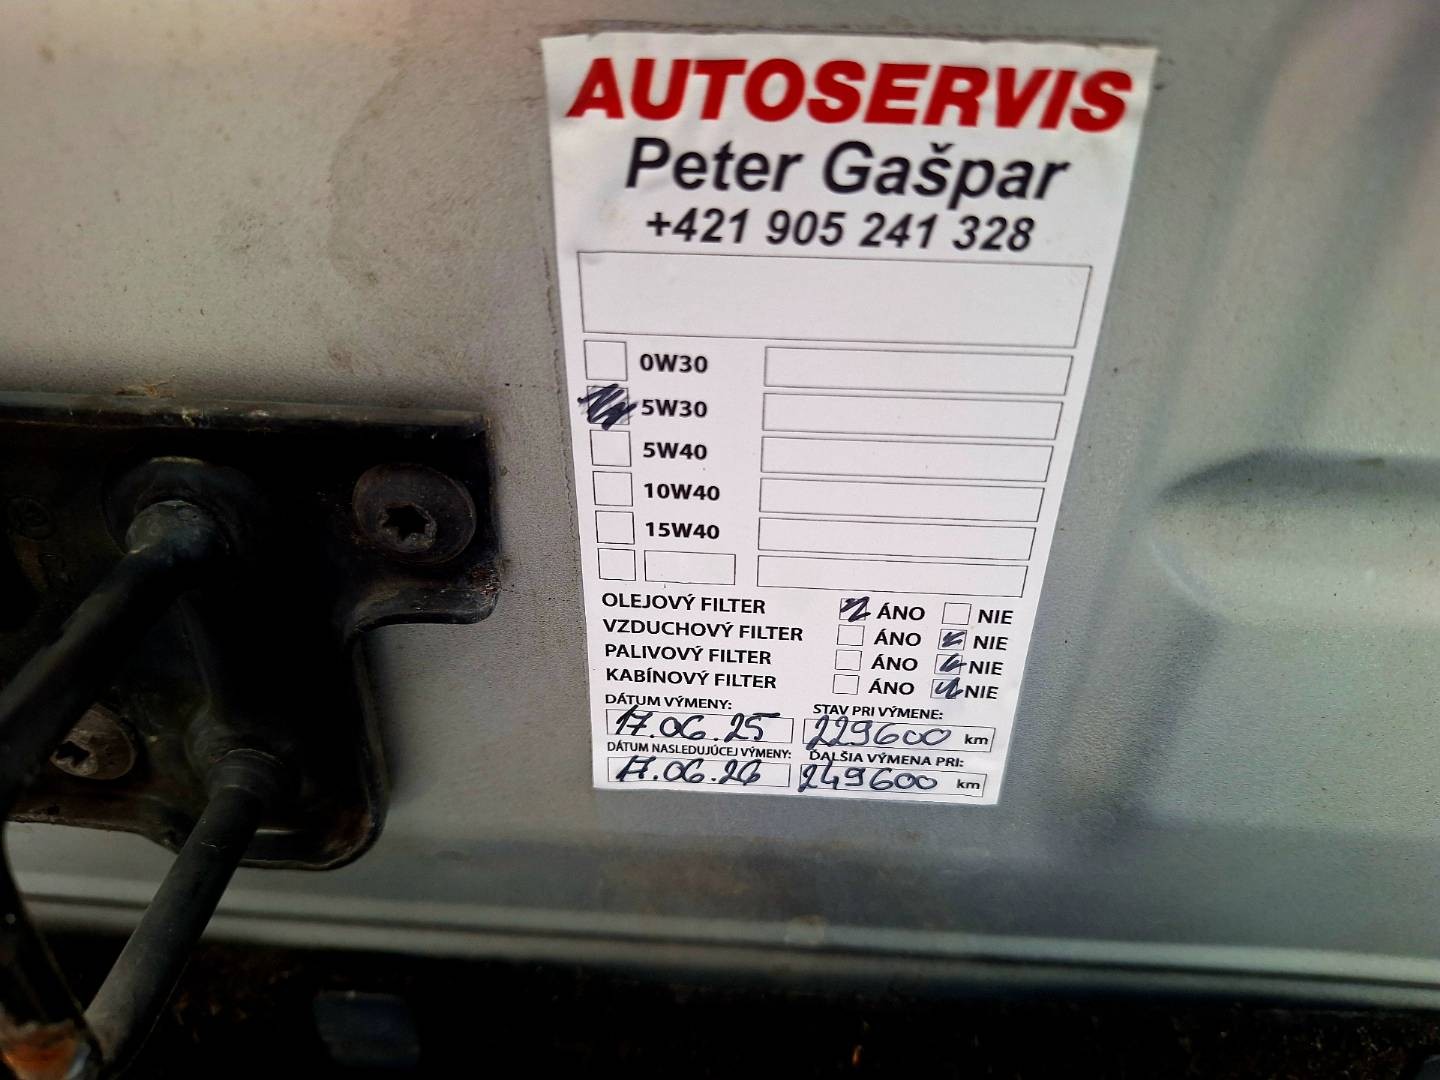 AUTOSERVIS
Peter Gašpar
+421 905 241 328
0W30
5W30
5W40
10W40
15W40
OLEJOVÝ FILTER ÁNO NIE
VZDUCHOVÝ FILTER ÁNO NIE
PALIVOVÝ FILTER ÁNO NIE
KABÍNOVÝ FILTER ÁNO NIE
DÁTUM VÝMENY: STAV PRI VÝMENE:
17.06.25 229600 km
DÁTUM NASLEDUJÚCEJ VÝMENY: ĎALŠIA VÝMENA PRI:
17.06.26 249600 km